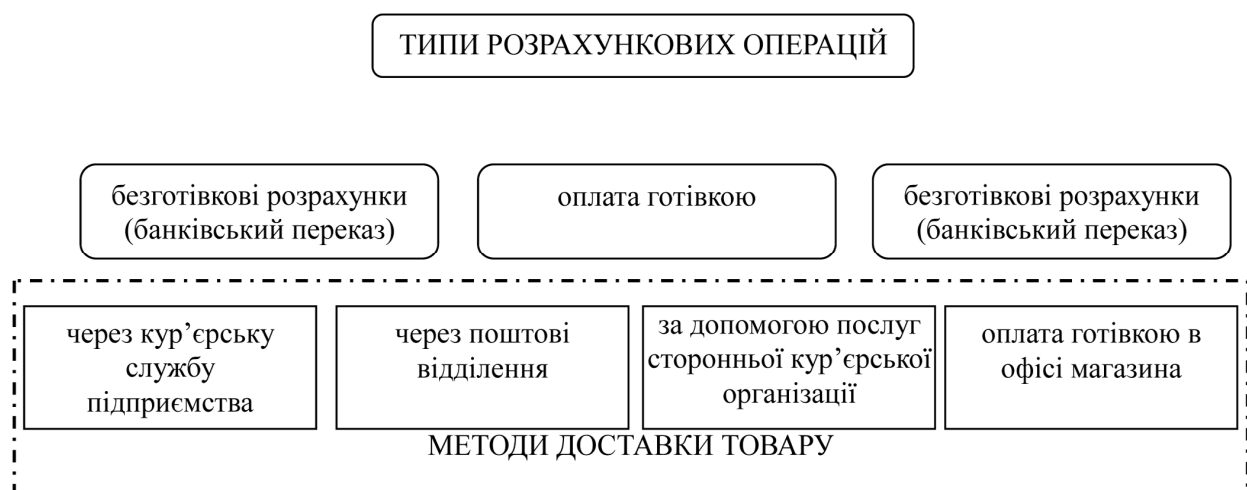 ТИПИ РОЗРАХУНКОВИХ ОПЕРАЦІЙ
безготівкові розрахунки
(банківський переказ)
оплата готівкою
безготівкові розрахунки
(банківський переказ)
через кур’єрську
службу
підприємства
через поштові
відділення
за допомогою послуг
сторонньої кур’єрської
організації
оплата готівкою в
офісі магазина
МЕТОДИ ДОСТАВКИ ТОВАРУ